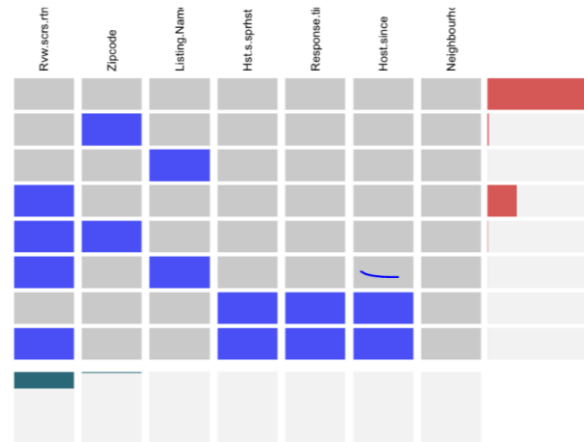 Rvw.scrs.rtn
Zipcode
Listing.Name
Hst.s.sprhst
Response.ti
Host.since
Neighbourh